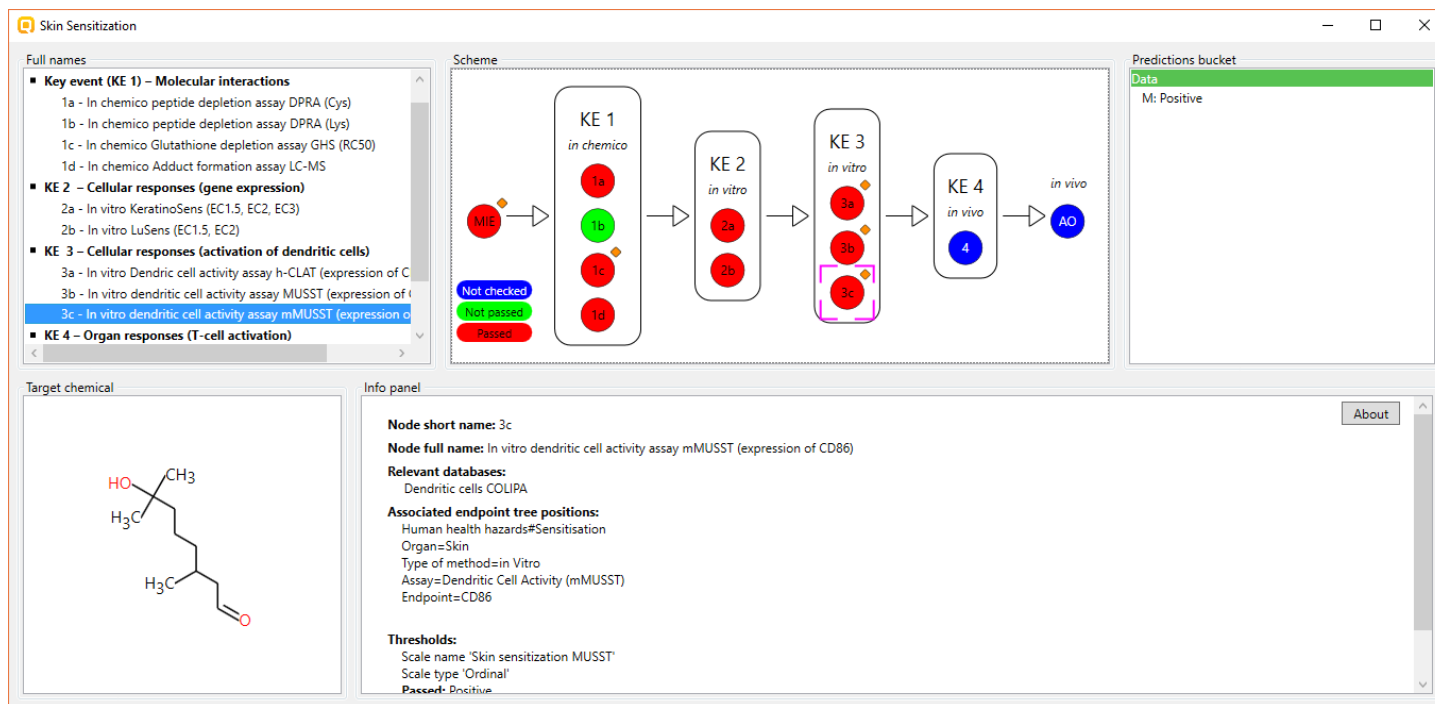 Skin Sensitization
Full names
Key event (KE 1) – Molecular interactions
1a - In chemico peptide depletion assay DPRA (Cys)
1b - In chemico peptide depletion assay DPRA (Lys)
1c - In chemico Glutathione depletion assay GHS (RC50)
1d - In chemico Adduct formation assay LC-MS
KE 2 – Cellular responses (gene expression)
2a - In vitro KeratinoSens (EC1.5, EC2, EC3)
2b - In vitro LuSens (EC1.5, EC2)
KE 3 – Cellular responses (activation of dendritic cells)
3a - In vitro Dendric cell activity assay h-CLAT (expression of C
3b - In vitro dendritic cell activity assay MUSST (expression of
3c - In vitro dendritic cell activity assay mMUSST (expression o
KE 4 – Organ responses (T-cell activation)
Scheme
MIE
KE 1
in chemico
1a
1b
1c
1d
KE 2
in vitro
2a
2b
KE 3
in vitro
3a
3b
3c
KE 4
in vivo
4
in vivo
AO
Not checked
Not passed
Passed
Predictions bucket
Data
M: Positive
Target chemical
HO
CH3
H3C
H3C
O
Info panel
About
Node short name: 3c
Node full name: In vitro dendritic cell activity assay mMUSST (expression of CD86)
Relevant databases:
Dendritic cells COLIPA
Associated endpoint tree positions:
Human health hazards#Sensitisation
Organ=Skin
Type of method=in Vitro
Assay=Dendritic Cell Activity (mMUSST)
Endpoint=CD86
Thresholds:
Scale name 'Skin sensitization MUSST'
Scale type 'Ordinal'
Passed: Positive